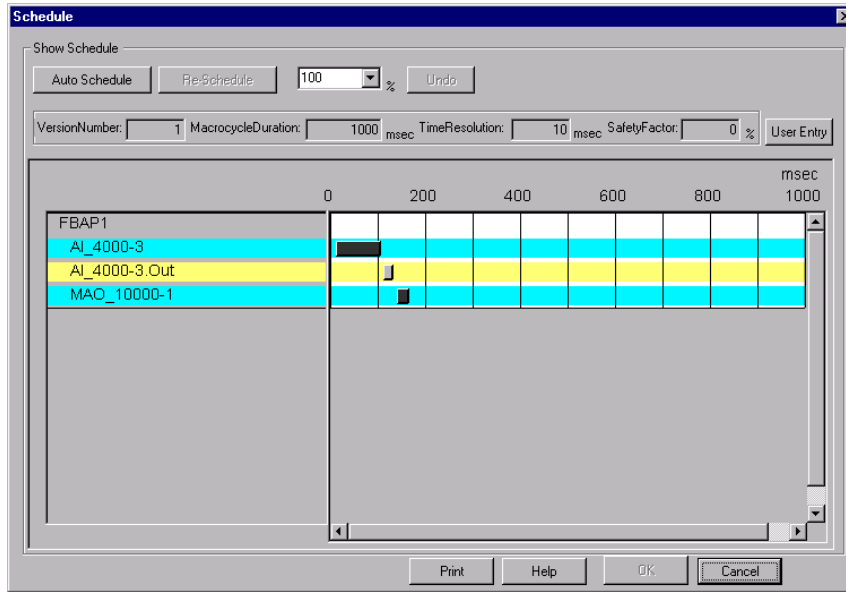 Schedule
Show Schedule
Auto Schedule Re-Schedule 100 % Undo
VersionNumber: 1 MacrocycleDuration: 1000 msec TimeResolution: 10 msec SafetyFactor: 0 % User Entry
msec
0 200 400 600 800 1000
FBAP1
AI_4000-3
AI_4000-3.Out
MAO_10000-1
Print Help OK Cancel